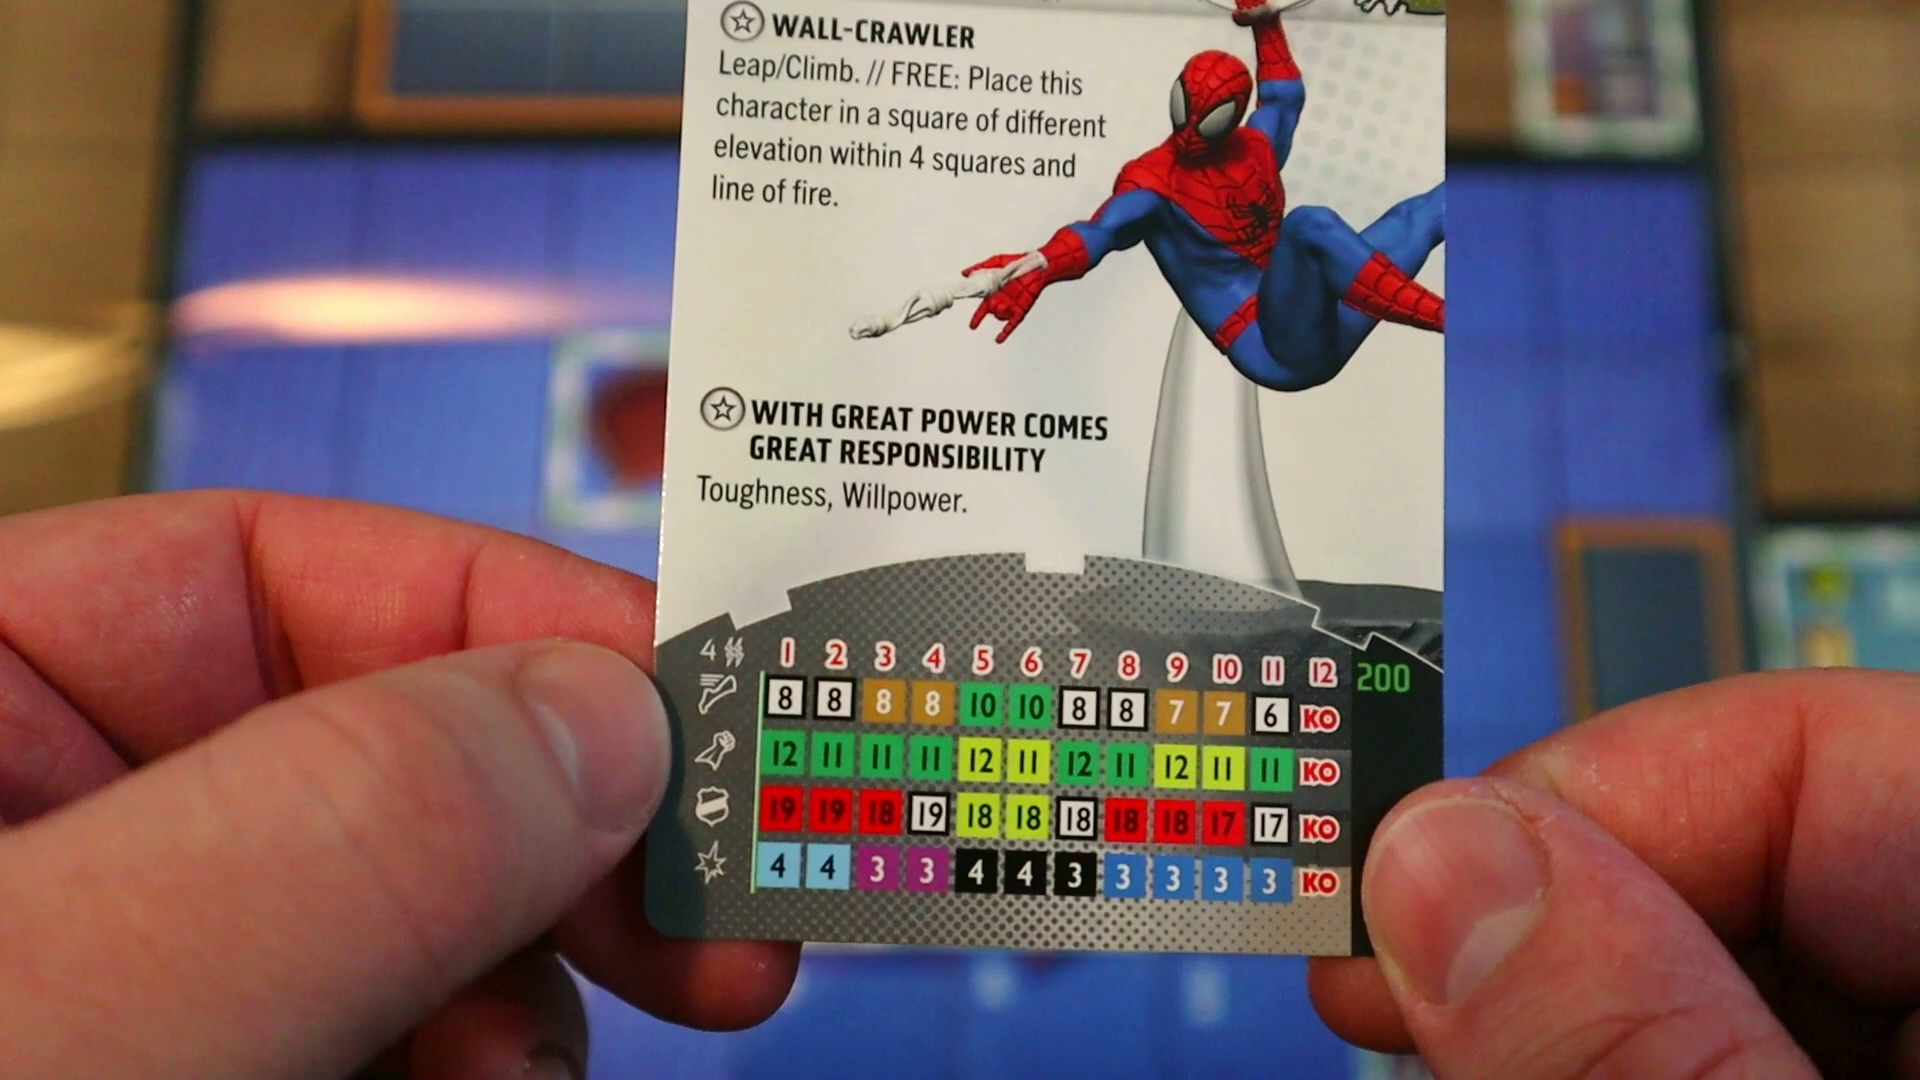 WALL-CRAWLER
Leap/Climb. // FREE: Place this
character in a square of different
elevation within 4 squares and
line of fire.
WITH GREAT POWER COMES
GREAT RESPONSIBILITY
Toughness, Willpower.
4 1 2 3 4 5 6 7 8 9 10 11 12 200
8 8 8 8 10 10 8 8 7 7 6 KO
12 11 11 11 12 11 12 11 12 11 11 KO
19 19 18 19 18 18 18 18 18 17 17 KO
4 4 3 3 4 4 3 3 3 3 3 KO